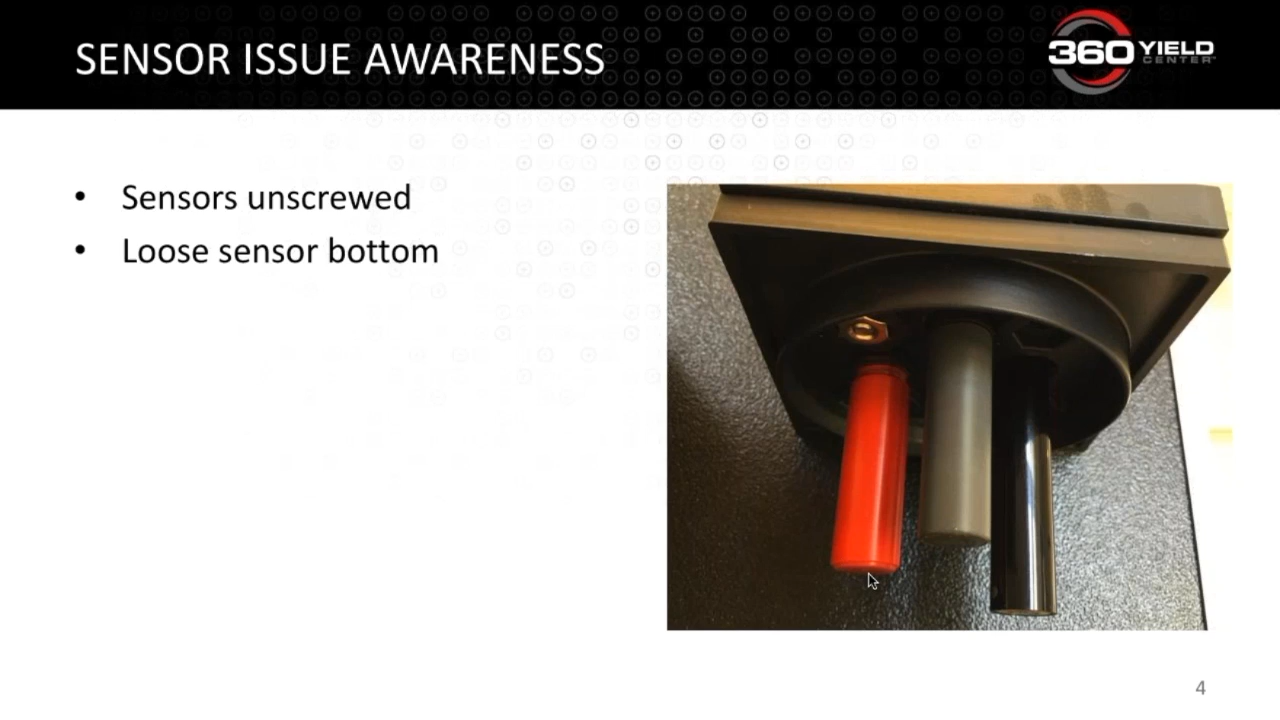 SENSOR ISSUE AWARENESS
360 YIELD
CENTER
• Sensors unscrewed
• Loose sensor bottom
4